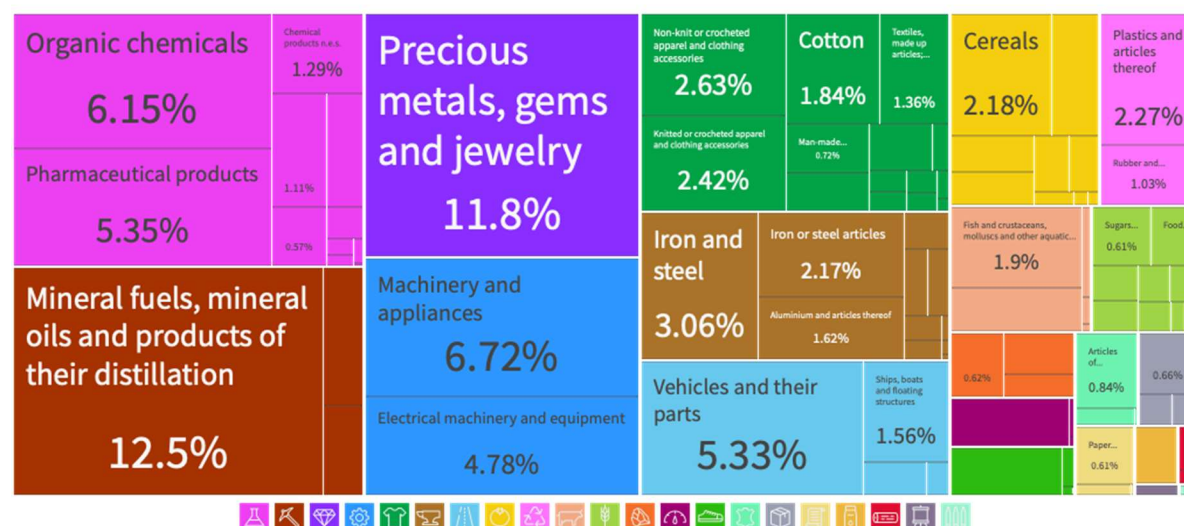 Organic chemicals
6.15%
Chemical
products n.e.s.
1.29%
Pharmaceutical products
5.35%
1.11%
0.57%
Mineral fuels, mineral
oils and products of
their distillation
12.5%
Precious
metals, gems
and jewelry
11.8%
Machinery and
appliances
6.72%
Electrical machinery and equipment
4.78%
Non-knit or crocheted
apparel and clothing
accessories
2.63%
Knitted or crocheted apparel
and clothing accessories
2.42%
Cotton
1.84%
Textiles,
made up
articles;...
1.36%
Man-made...
0.72%
Iron and
steel
3.06%
Iron or steel articles
2.17%
Aluminium and articles thereof
1.62%
Vehicles and their
parts
5.33%
Ships, boats
and floating
structures
1.56%
Cereals
2.18%
Plastics and
articles
thereof
2.27%
Rubber and...
1.03%
Fish and crustaceans,
molluscs and other aquatic...
1.9%
Sugars...
0.61%
Food.
0.62%
Articles
of...
0.84%
0.66%
Paper...
0.61%